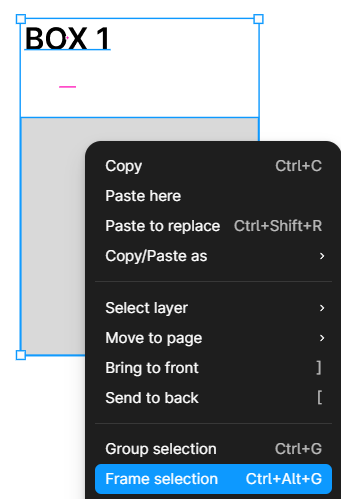 BOX 1
Copy Ctrl+C
Paste here
Paste to replace Ctrl+Shift+R
Copy/Paste as
Select layer
Move to page
Bring to front ]
Send to back [
Group selection Ctrl+G
Frame selection Ctrl+Alt+G